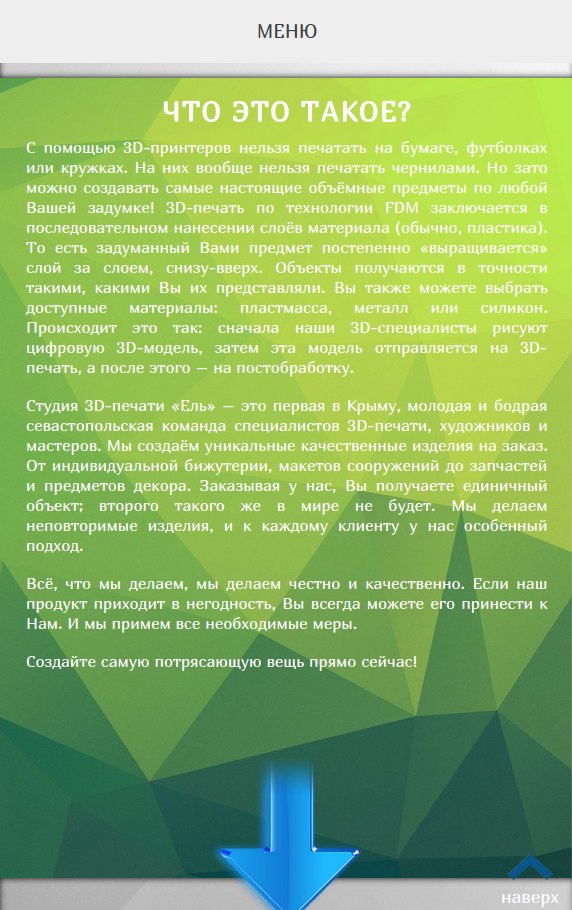 МЕНЮ
ЧТО ЭТО ТАКОЕ?
С помощью 3D-принтеров нельзя печатать на бумаге, футболках
или кружках. На них вообще нельзя печатать чернилами. Но зато
можно создавать самые настоящие объёмные предметы по любой
Вашей задумке! 3D-печать по технологии FDM заключается в
последовательном нанесении слоёв материала (обычно, пластика).
То есть задуманный Вами предмет постепенно «выращивается»
слой за слоем, снизу-вверх. Объекты получаются в точности
такими, какими Вы их представляли. Вы также можете выбрать
доступные материалы: пластмасса, металл или силикон.
Происходит это так: сначала наши 3D-специалисты рисуют
цифровую 3D-модель, затем эта модель отправляется на 3D-
печать, а после этого — на постобработку.
Студия 3D-печати «Ель» — это первая в Крыму, молодая и бодрая
севастопольская команда специалистов 3D-печати, художников и
мастеров. Мы создаём уникальные качественные изделия на заказ.
От индивидуальной бижутерии, макетов сооружений до запчастей
и предметов декора. Заказывая у нас, Вы получаете единичный
объект; второго такого же в мире не будет. Мы делаем
неповторимые изделия, и к каждому клиенту у нас особенный
подход.
Всё, что мы делаем, мы делаем честно и качественно. Если наш
продукт приходит в негодность, Вы всегда можете его принести к
Нам. И мы примем все необходимые меры.
Создайте самую потрясающую вещь прямо сейчас!
наверх